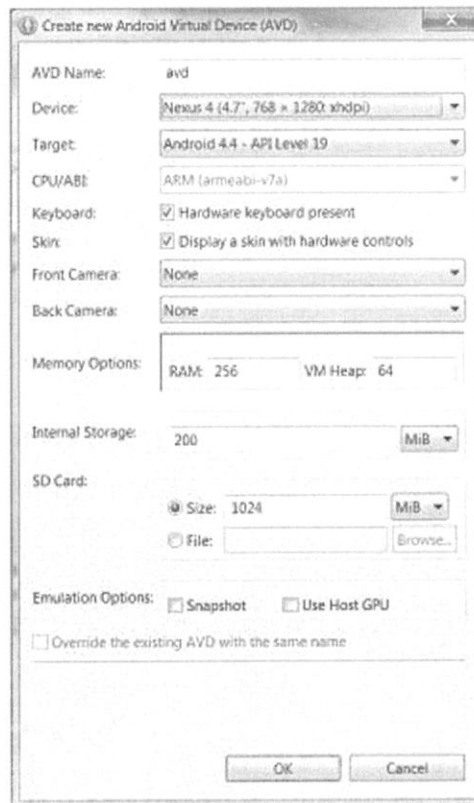 Create new Android Virtual Device (AVD)
AVD Name: avd
Device: Nexus 4 (4.7", 768 × 1280: xhdpi)
Target: Android 4.4 - API Level 19
CPU/ABI: ARM (armeabi-v7a)
Keyboard: Hardware keyboard present
Skin: Display a skin with hardware controls
Front Camera: None
Back Camera: None
Memory Options: RAM: 256 VM Heap: 64
Internal Storage: 200 MiB
SD Card:
Size: 1024 MiB
File: Browse...
Emulation Options: Snapshot Use Host GPU
Override the existing AVD with the same name
OK Cancel